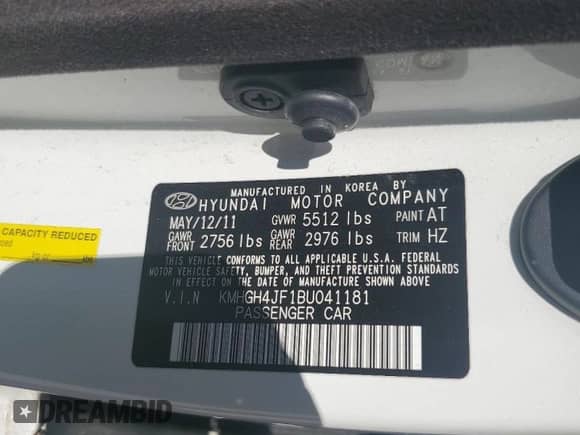 MANUFACTURED IN KOREA BY
HYUNDAI MOTOR COMPANY
MAY/12/11 GVWR 5512 lbs PAINT AT
GAWR FRONT 2756 lbs GAWR REAR 2976 lbs TRIM HZ
THIS VEHICLE CONFORMS TO ALL APPLICABLE U.S.A. FEDERAL
MOTOR VEHICLE SAFETY, BUMPER, AND THEFT PREVENTION STANDARDS
IN EFFECT ON THE DATE OF MANUFACTURE SHOWN ABOVE.
V.I.N KMHGH4JF1BU041181
PASSENGER CAR
CAPACITY REDUCED
DREAMBID